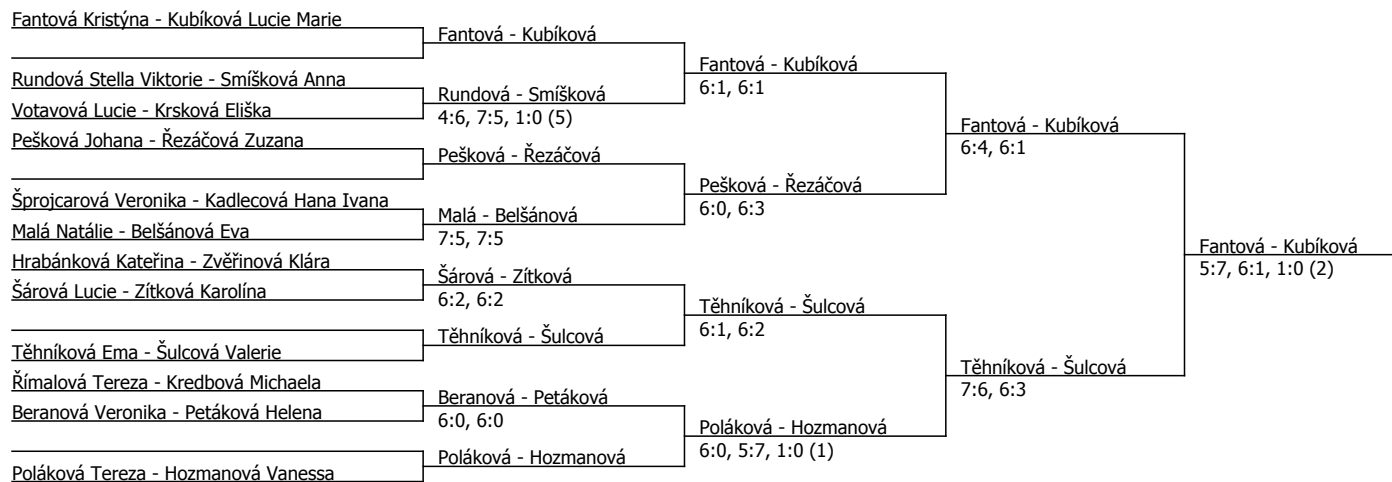 Fantová Kristýna - Kubíková Lucie Marie
Rundová Stella Viktorie - Smíšková Anna
Votavová Lucie - Krsková Eliška
Pešková Johana - Řezáčová Zuzana
Šprojcarová Veronika - Kadlecová Hana Ivana
Malá Natálie - Belšánová Eva
Hrabánková Kateřina - Zvěřinová Klára
Šárová Lucie - Zítková Karolína
Těhníková Ema - Šulcová Valerie
Římalová Tereza - Kredbová Michaela
Beranová Veronika - Petáková Helena
Poláková Tereza - Hozmanová Vanessa
Fantová - Kubíková
Rundová - Smíšková
4:6, 7:5, 1:0 (5)
Pešková - Řezáčová
Malá - Belšánová
7:5, 7:5
Šárová - Zítková
6:2, 6:2
Těhníková - Šulcová
Beranová - Petáková
6:0, 6:0
Poláková - Hozmanová
Fantová - Kubíková
6:1, 6:1
Pešková - Řezáčová
6:0, 6:3
Těhníková - Šulcová
6:1, 6:2
Poláková - Hozmanová
6:0, 5:7, 1:0 (1)
Fantová - Kubíková
6:4, 6:1
Těhníková - Šulcová
7:6, 6:3
Fantová - Kubíková
5:7, 6:1, 1:0 (2)